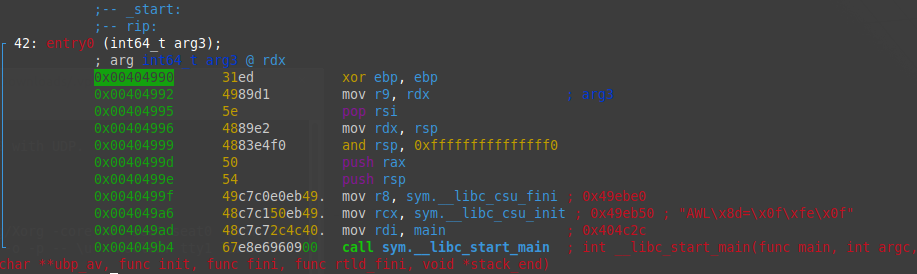 ;-- _start:
;-- rip:
42: entry0 (int64_t arg3);
; arg int64_t arg3 @ rdx
0x00404990 31ed xor ebp, ebp
0x00404992 4989d1 mov r9, rdx ; arg3
0x00404995 5e pop rsi
0x00404996 4889e2 mov rdx, rsp
0x00404999 4883e4f0 and rsp, 0xfffffffffffffff0
0x0040499d 50 push rax
0x0040499e 54 push rsp
0x0040499f 49c7c0e0eb49. mov r8, sym.__libc_csu_fini ; 0x49ebe0
0x004049a6 48c7c150eb49. mov rcx, sym.__libc_csu_init ; 0x49eb50 ; "AWL\x8d=\x0f\xfe\x0f"
0x004049ad 48c7c72c4c40. mov rdi, main ; 0x404c2c
0x004049b4 67e8e6960900 call sym.__libc_start_main ; int __libc_start_main(func main, int argc,
char **ubp_av, func init, func fini, func rtld_fini, void *stack_end)